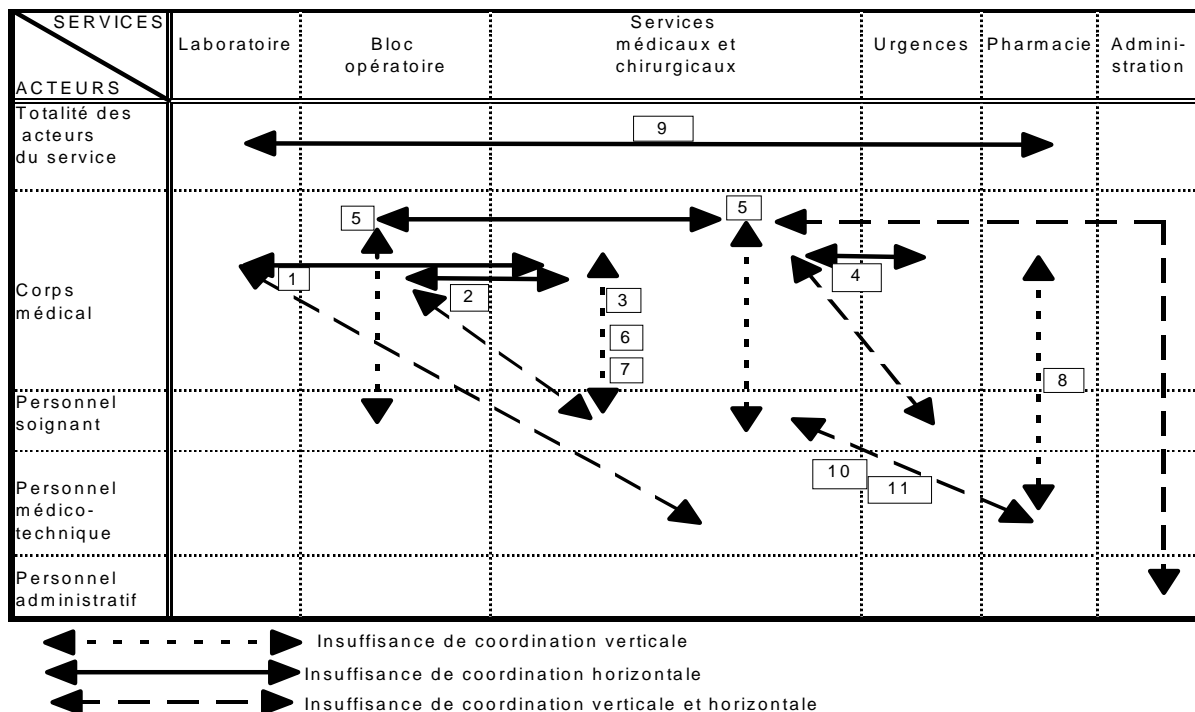 SERVICES
ACTEURS
Laboratoire
Bloc
opératoire
Services
médicaux et
chirurgicaux
Urgences
Pharmacie
Admini-
stration
Totalité des
acteurs
du service
9
5
5
1
2
3
4
6
7
8
Corps
médical
Personnel
soignant
10
11
Personnel
médico-
technique
Personnel
administratif
Insuffisance de coordination verticale
Insuffisance de coordination horizontale
Insuffisance de coordination verticale et horizontale